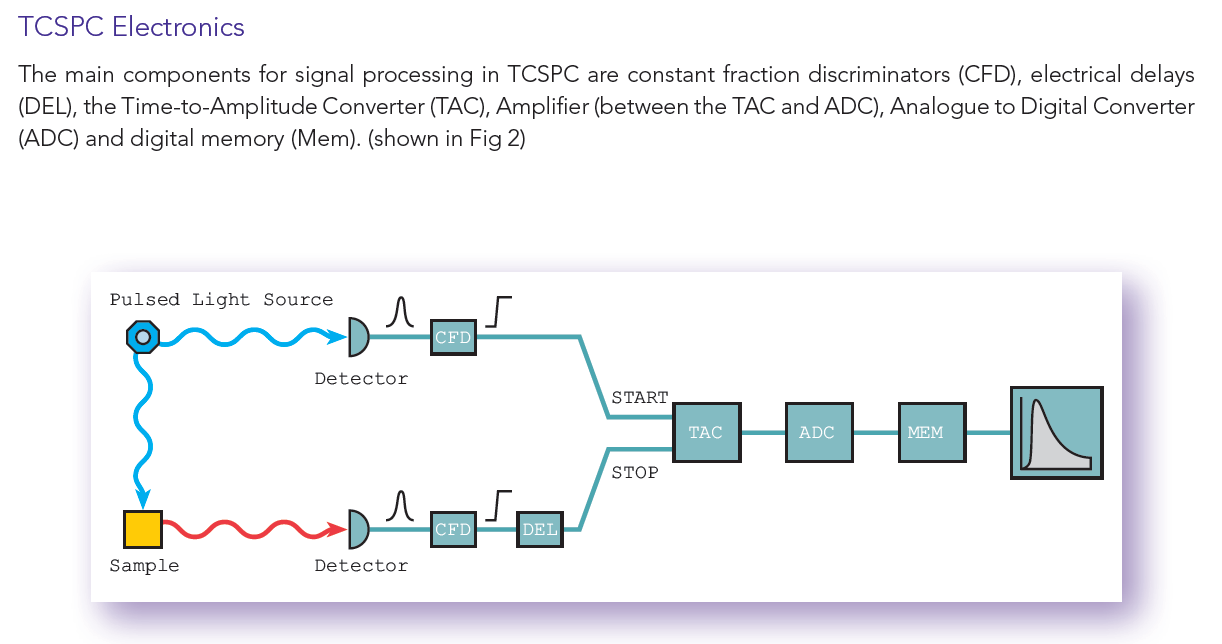 TCSPC Electronics
The main components for signal processing in TCSPC are constant fraction discriminators (CFD), electrical delays
(DEL), the Time-to-Amplitude Converter (TAC), Amplifier (between the TAC and ADC), Analogue to Digital Converter
(ADC) and digital memory (Mem). (shown in Fig 2)
Pulsed Light Source
CFD
Detector
START
TAC
ADC
MEM
STOP
CFD
DEL
Sample
Detector